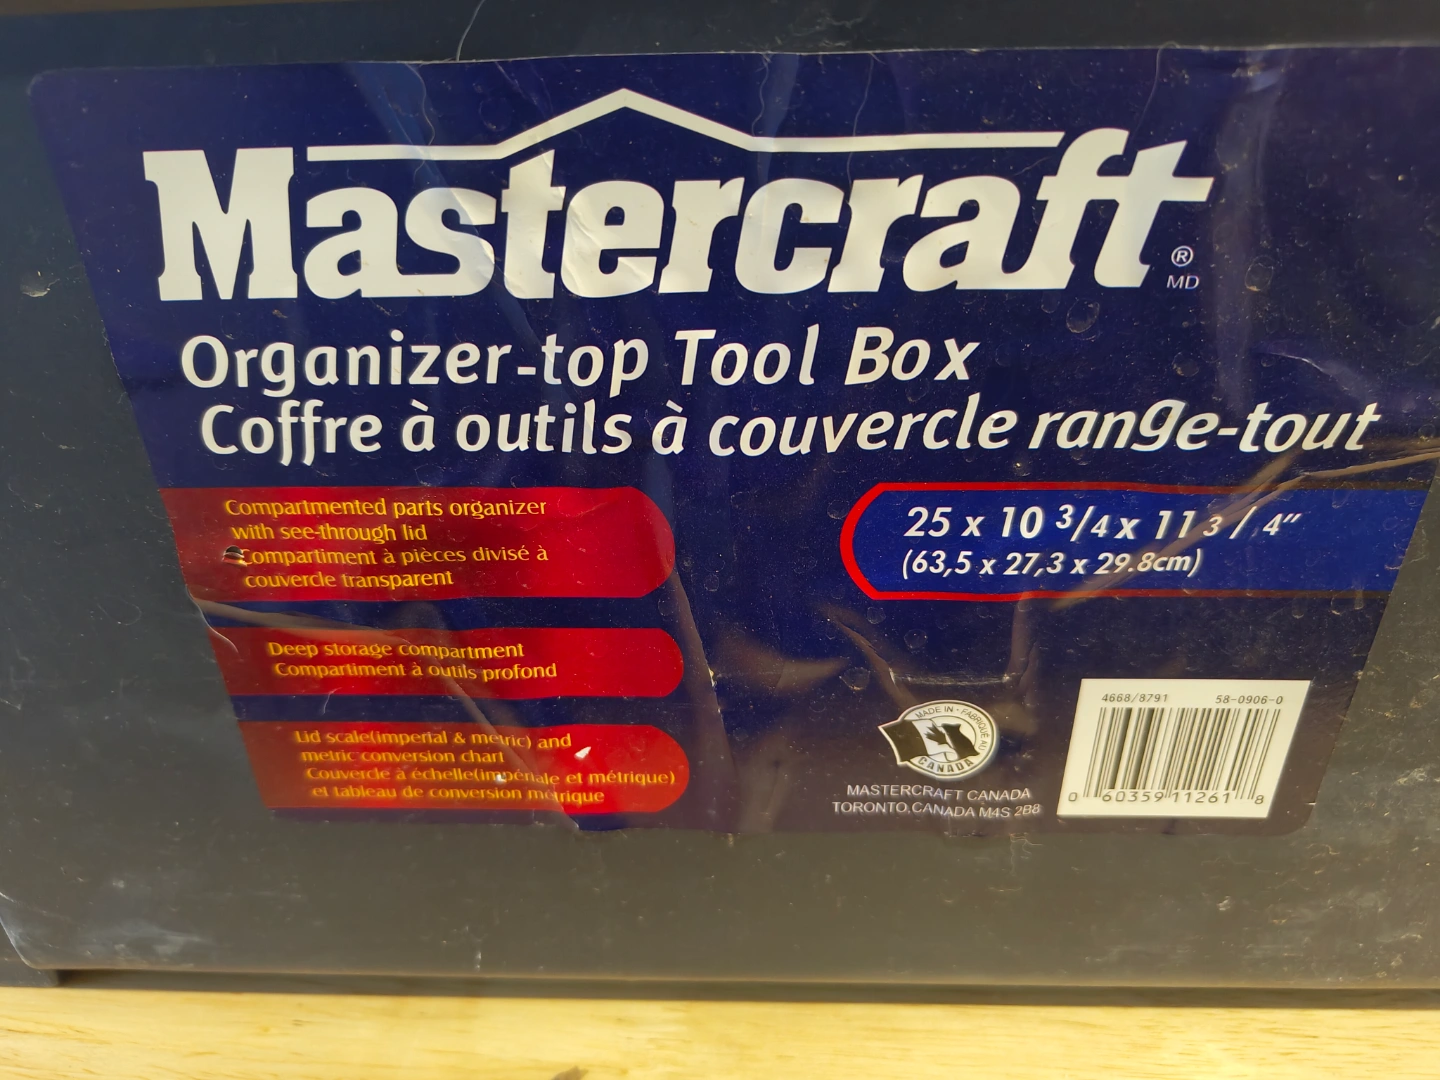 Mastercraft
®
MD
Organizer-top Tool Box
Coffre à outils à couvercle range-tout
Compartmented parts organizer
with see-through lid
Compartiment à pièces divisé à
couvercle transparent
25 x 10 3/4 x 11 3/4"
(63,5 x 27,3 x 29.8cm)
Deep storage compartment
Compartiment à outils profond
Lid scale(imperial & metric) and
metric conversion chart
Couvercle à échelle(impériale et métrique)
et tableau de conversion métrique
MADE IN - FABRIQUÉ AU
CANADA
MASTERCRAFT CANADA
TORONTO, CANADA M4S 2B8
4668/8791 58-0906-0
0 60359 11261 8